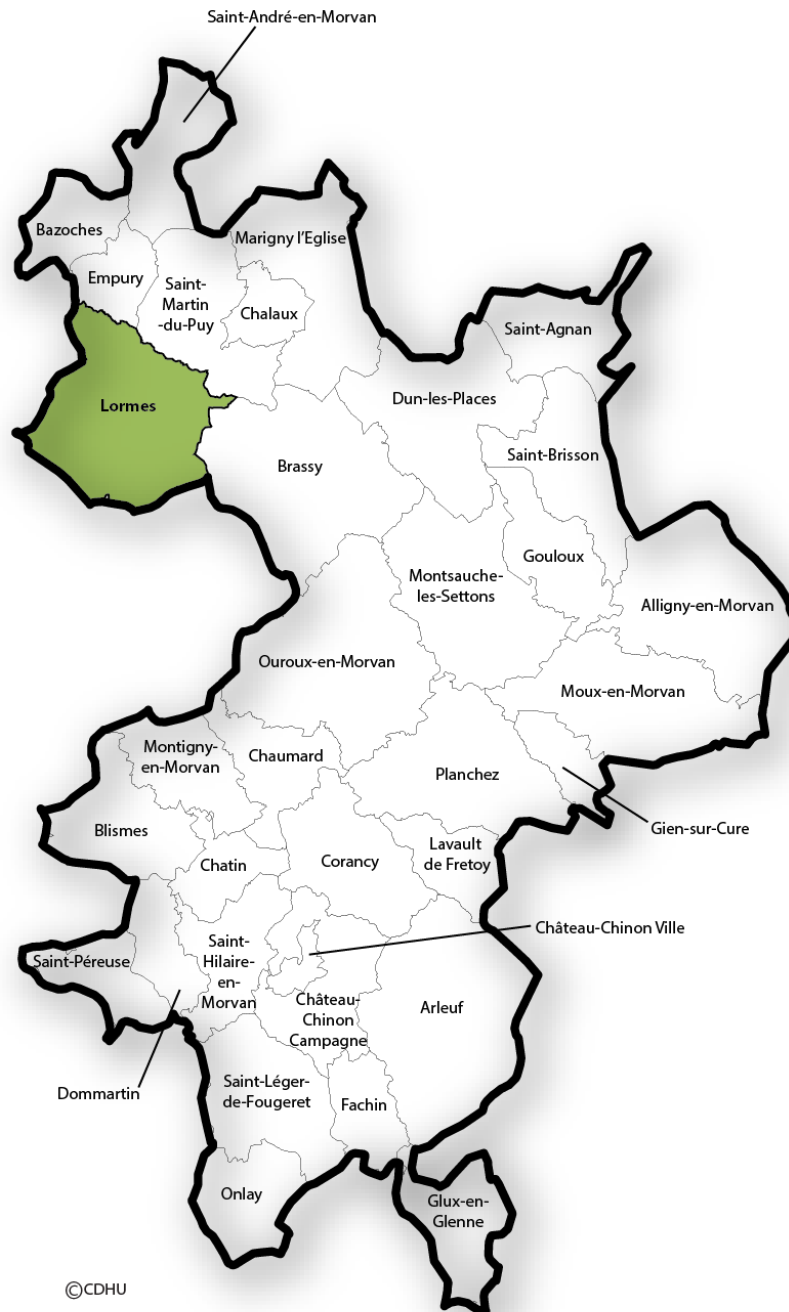 Saint-André-en-Morvan
Bazoches
Marigny l'Eglise
Empury
Saint-
Martin
-du-Puy
Chalaux
Saint-Agnan
Lormes
Dun-les-Places
Brassy
Saint-Brisson
Gouloux
Montsauche-
les-Settons
Alligny-en-Morvan
Ouroux-en-Morvan
Moux-en-Morvan
Montigny-
en-Morvan
Chaumard
Planchez
Gien-sur-Cure
Blismes
Chatin
Corancy
Lavault
de Fretoy
Château-Chinon Ville
Saint-Péreuse
Saint-
Hilaire-
en-
Morvan
Château-
Chinon
Campagne
Arleuf
Dommartin
Saint-Léger-
de-Fougeret
Fachin
Onlay
Glux-en-
Glenne
©CDHU